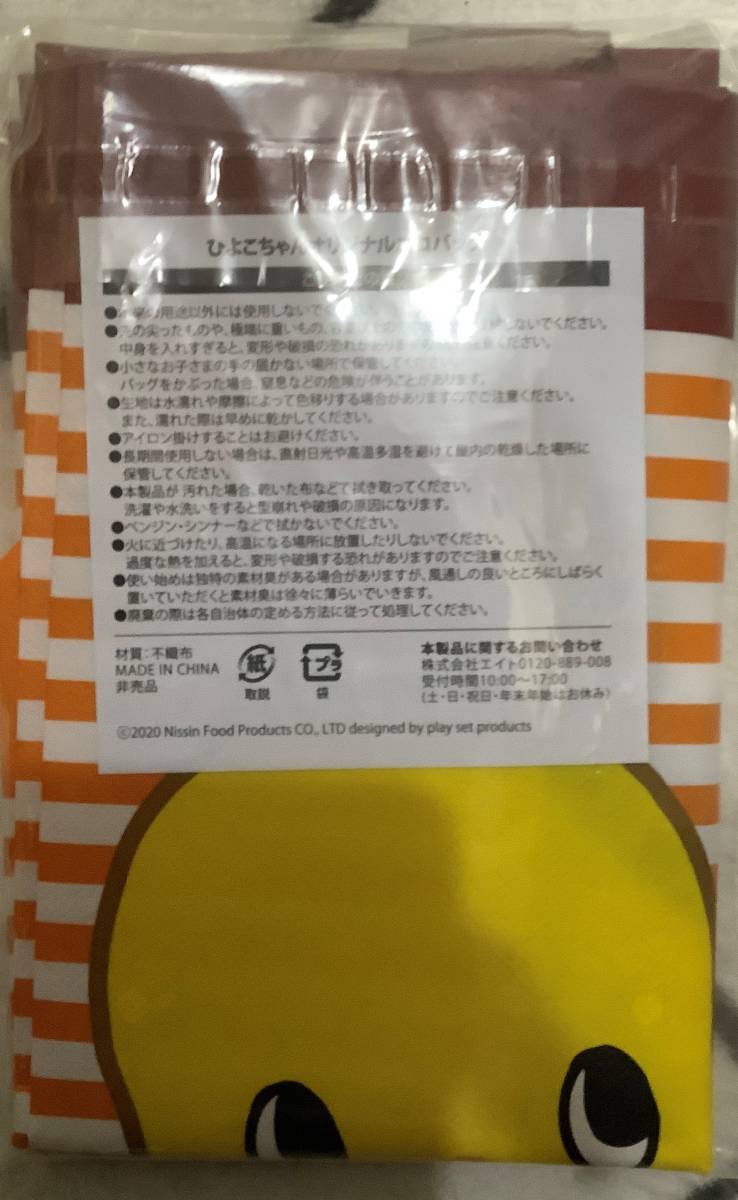 ひよこちゃんオリジナルエコバッグ
●本来の用途以外には使用しないで
●先の尖ったものや、極端に重いもの、 しないでください。
中身を入れすぎると、変形や破損の恐れがありますのでご注意ください。
●小さなお子さまの手の届かない場所で保管してください。
バッグをかぶった場合、窒息などの危険が伴うことがあります。
●生地は水濡れや摩擦によって色移りする場合がありますのでご注意ください。
また、濡れた際は早めに乾かしてください。
●アイロン掛けすることはお避けください。
●長期間使用しない場合は、直射日光や高温多湿を避けて屋内の乾燥した場所に
保管してください。
●本製品が汚れた場合、乾いた布などで拭き取ってください。
洗濯や水洗いをすると型崩れや破損の原因になります。
●ベンジン・シンナーなどで拭かないでください。
●火に近づけたり、高温になる場所に放置したりしないでください。
過度な熱を加えると、変形や破損する恐れがありますのでご注意ください。
●使い始めは独特の素材臭がある場合がありますが、風通しの良いところにしばらく
置いていただくと素材臭は徐々に薄らいでいきます。
●廃棄の際は各自治体の定める方法に従って処理してください。
材質：不織布
MADE IN CHINA
非売品
紙
取説
プラ
袋
本製品に関するお問い合わせ
株式会社エイト0120-889-008
受付時間10:00〜17:00
(土・日・祝日・年末年始はお休み)
©2020 Nissin Food Products CO., LTD designed by play set products